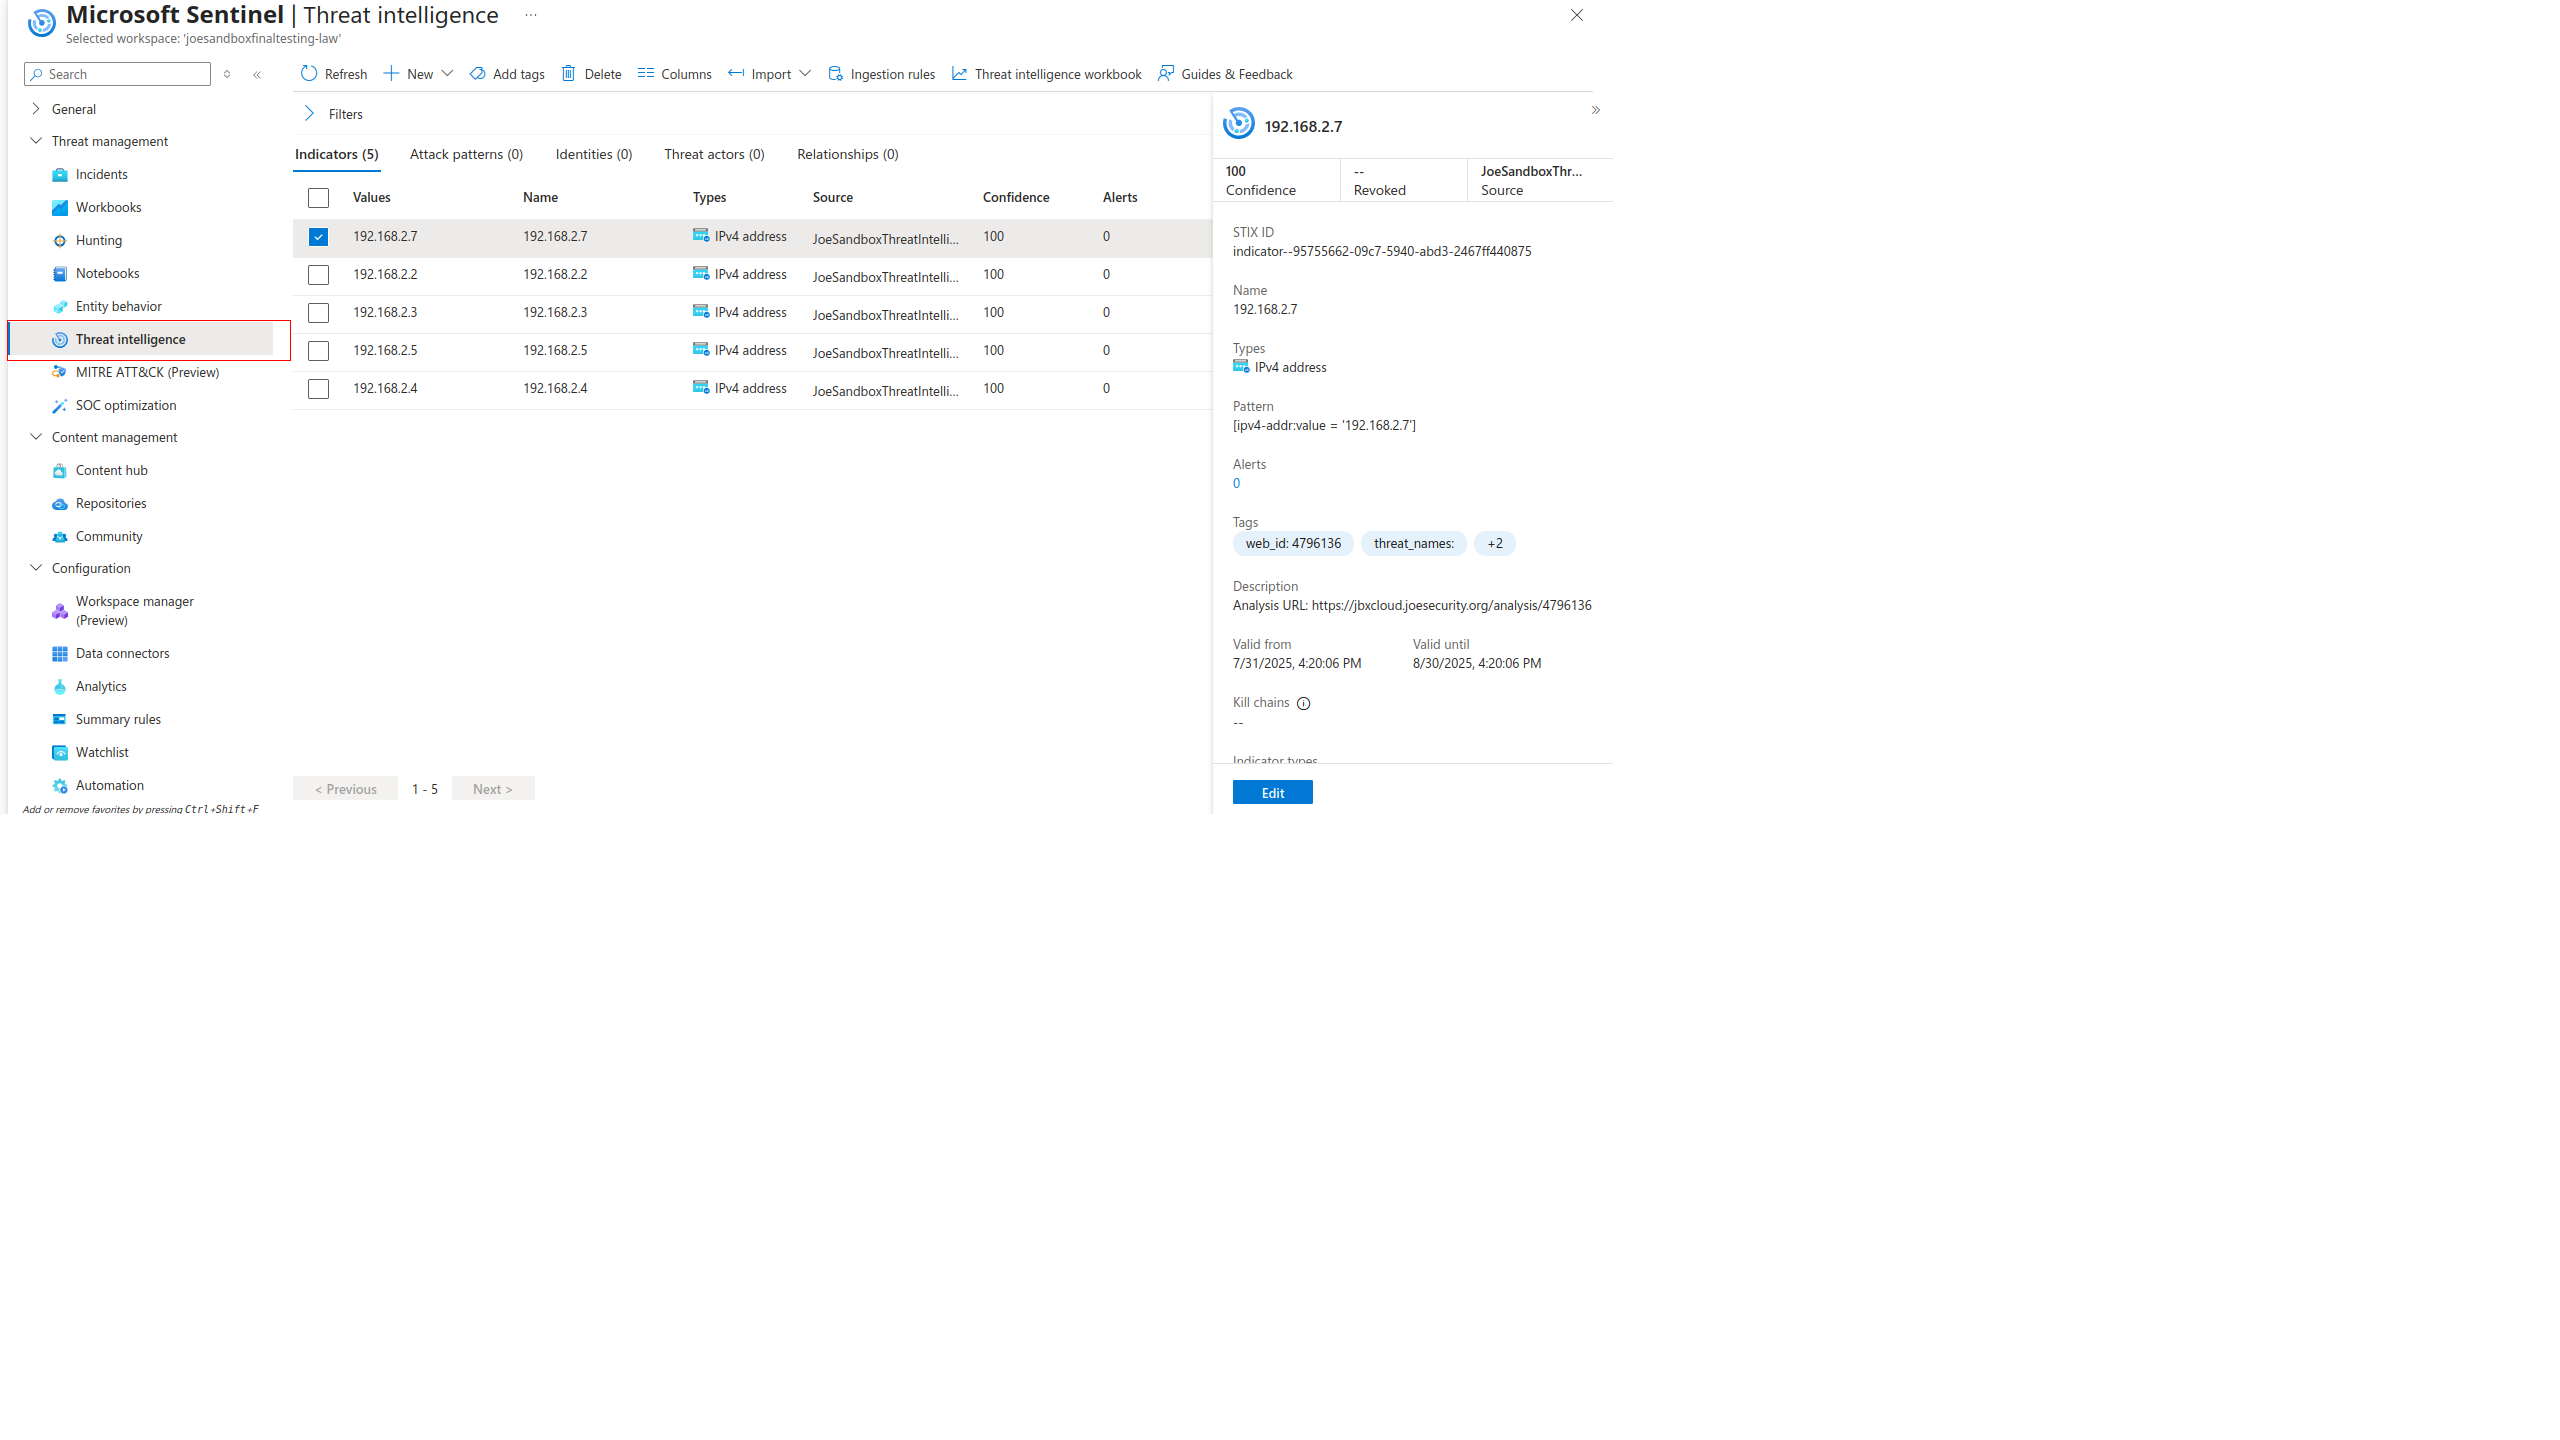 Microsoft Sentinel | Threat intelligence ...
Selected workspace: 'joesandboxfinaltesting-law'
Search
General
Threat management
Incidents
Workbooks
Hunting
Notebooks
Entity behavior
Threat intelligence
MITRE ATT&CK (Preview)
SOC optimization
Content management
Content hub
Repositories
Community
Configuration
Workspace manager
(Preview)
Data connectors
Analytics
Summary rules
Watchlist
Automation
Add or remove favorites by pressing Ctrl+Shift+F
Refresh New Add tags Delete Columns Import Ingestion rules Threat intelligence workbook Guides & Feedback
Filters
Indicators (5) Attack patterns (0) Identities (0) Threat actors (0) Relationships (0)
Values Name Types Source Confidence Alerts
192.168.2.7 192.168.2.7 IPv4 address JoeSandboxThreatIntelli... 100 0
192.168.2.2 192.168.2.2 IPv4 address JoeSandboxThreatIntelli... 100 0
192.168.2.3 192.168.2.3 IPv4 address JoeSandboxThreatIntelli... 100 0
192.168.2.5 192.168.2.5 IPv4 address JoeSandboxThreatIntelli... 100 0
192.168.2.4 192.168.2.4 IPv4 address JoeSandboxThreatIntelli... 100 0
< Previous 1 - 5 Next >
192.168.2.7
100 -- JoeSandboxThr...
Confidence Revoked Source
STIX ID
indicator--95755662-09c7-5940-abd3-2467ff440875
Name
192.168.2.7
Types
IPv4 address
Pattern
[ipv4-addr:value = '192.168.2.7']
Alerts
0
Tags
web_id: 4796136 threat_names: +2
Description
Analysis URL: https://jbxcloud.joesecurity.org/analysis/4796136
Valid from Valid until
7/31/2025, 4:20:06 PM 8/30/2025, 4:20:06 PM
Kill chains
--
Indicator types
Edit